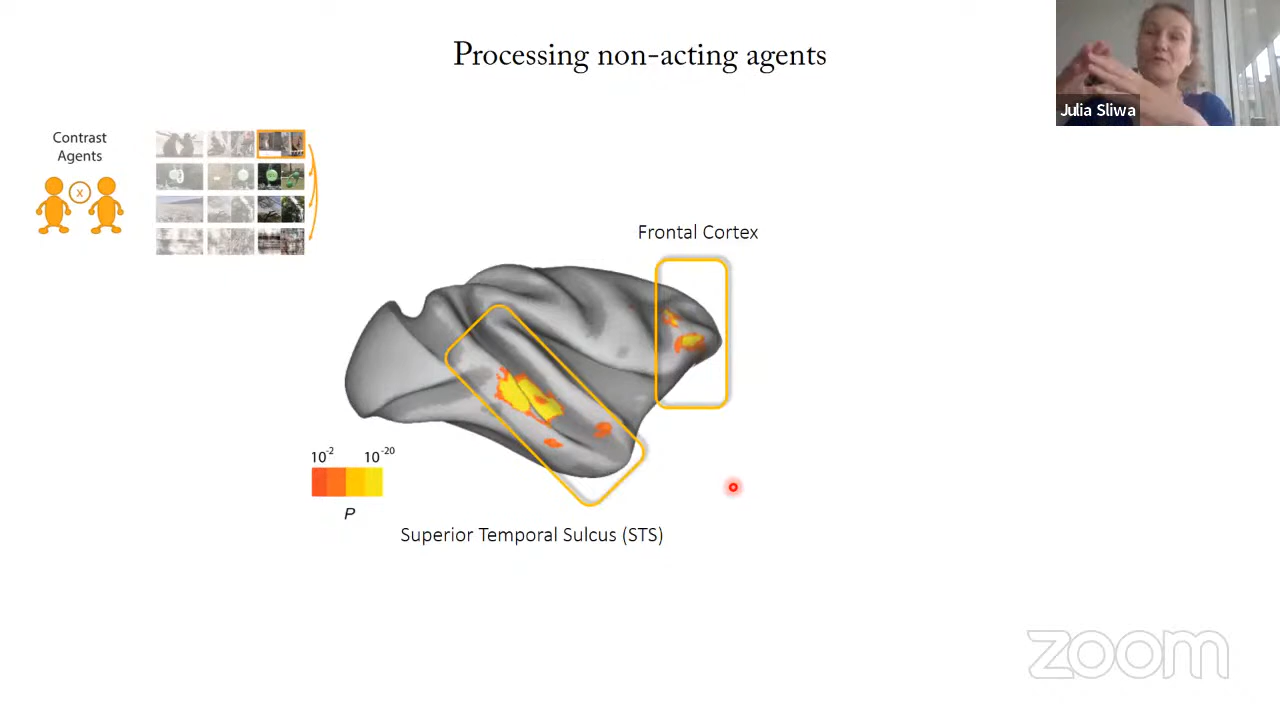 Processing non-acting agents
Julia Sliwa
Contrast
Agents
x
Frontal Cortex
10-2 10-20
P
Superior Temporal Sulcus (STS)
zoom